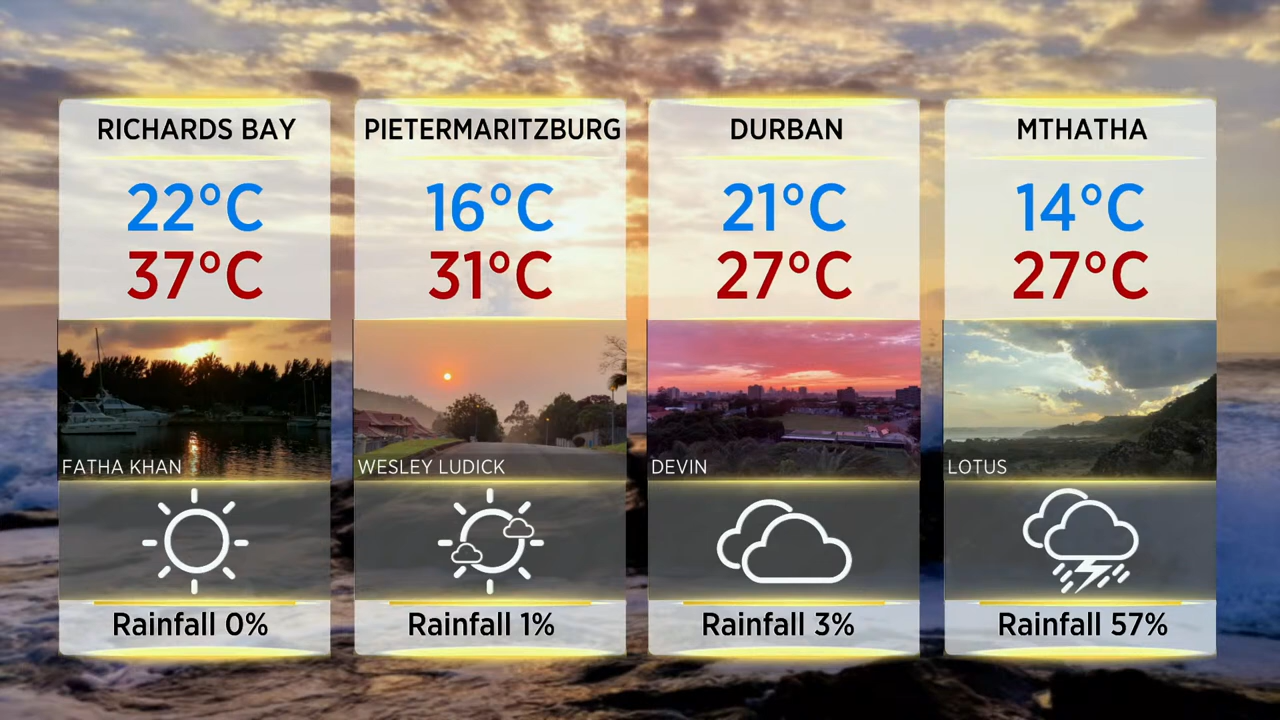 RICHARDS BAY
22°C
37°C
FATHA KHAN
Rainfall 0%
PIETERMARITZBURG
16°C
31°C
WESLEY LUDICK
Rainfall 1%
DURBAN
21°C
27°C
DEVIN
Rainfall 3%
MTHATHA
14°C
27°C
LOTUS
Rainfall 57%